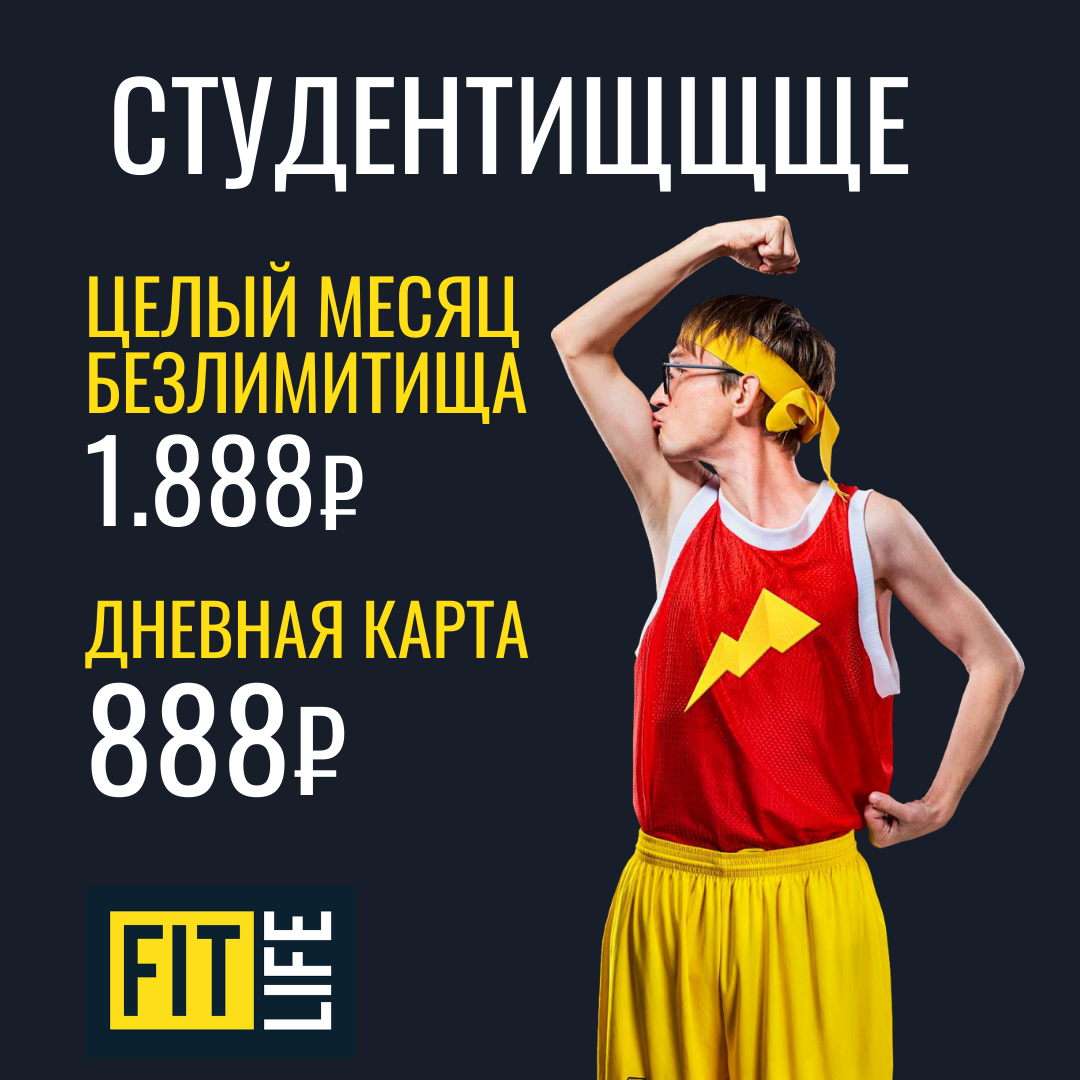 СТУДЕНТИЩЩЩЕ
ЦЕЛЫЙ МЕСЯЦ
БЕЗЛИМИТИЩА
1.888₽
ДНЕВНАЯ КАРТА
888₽
FIT
LIFE